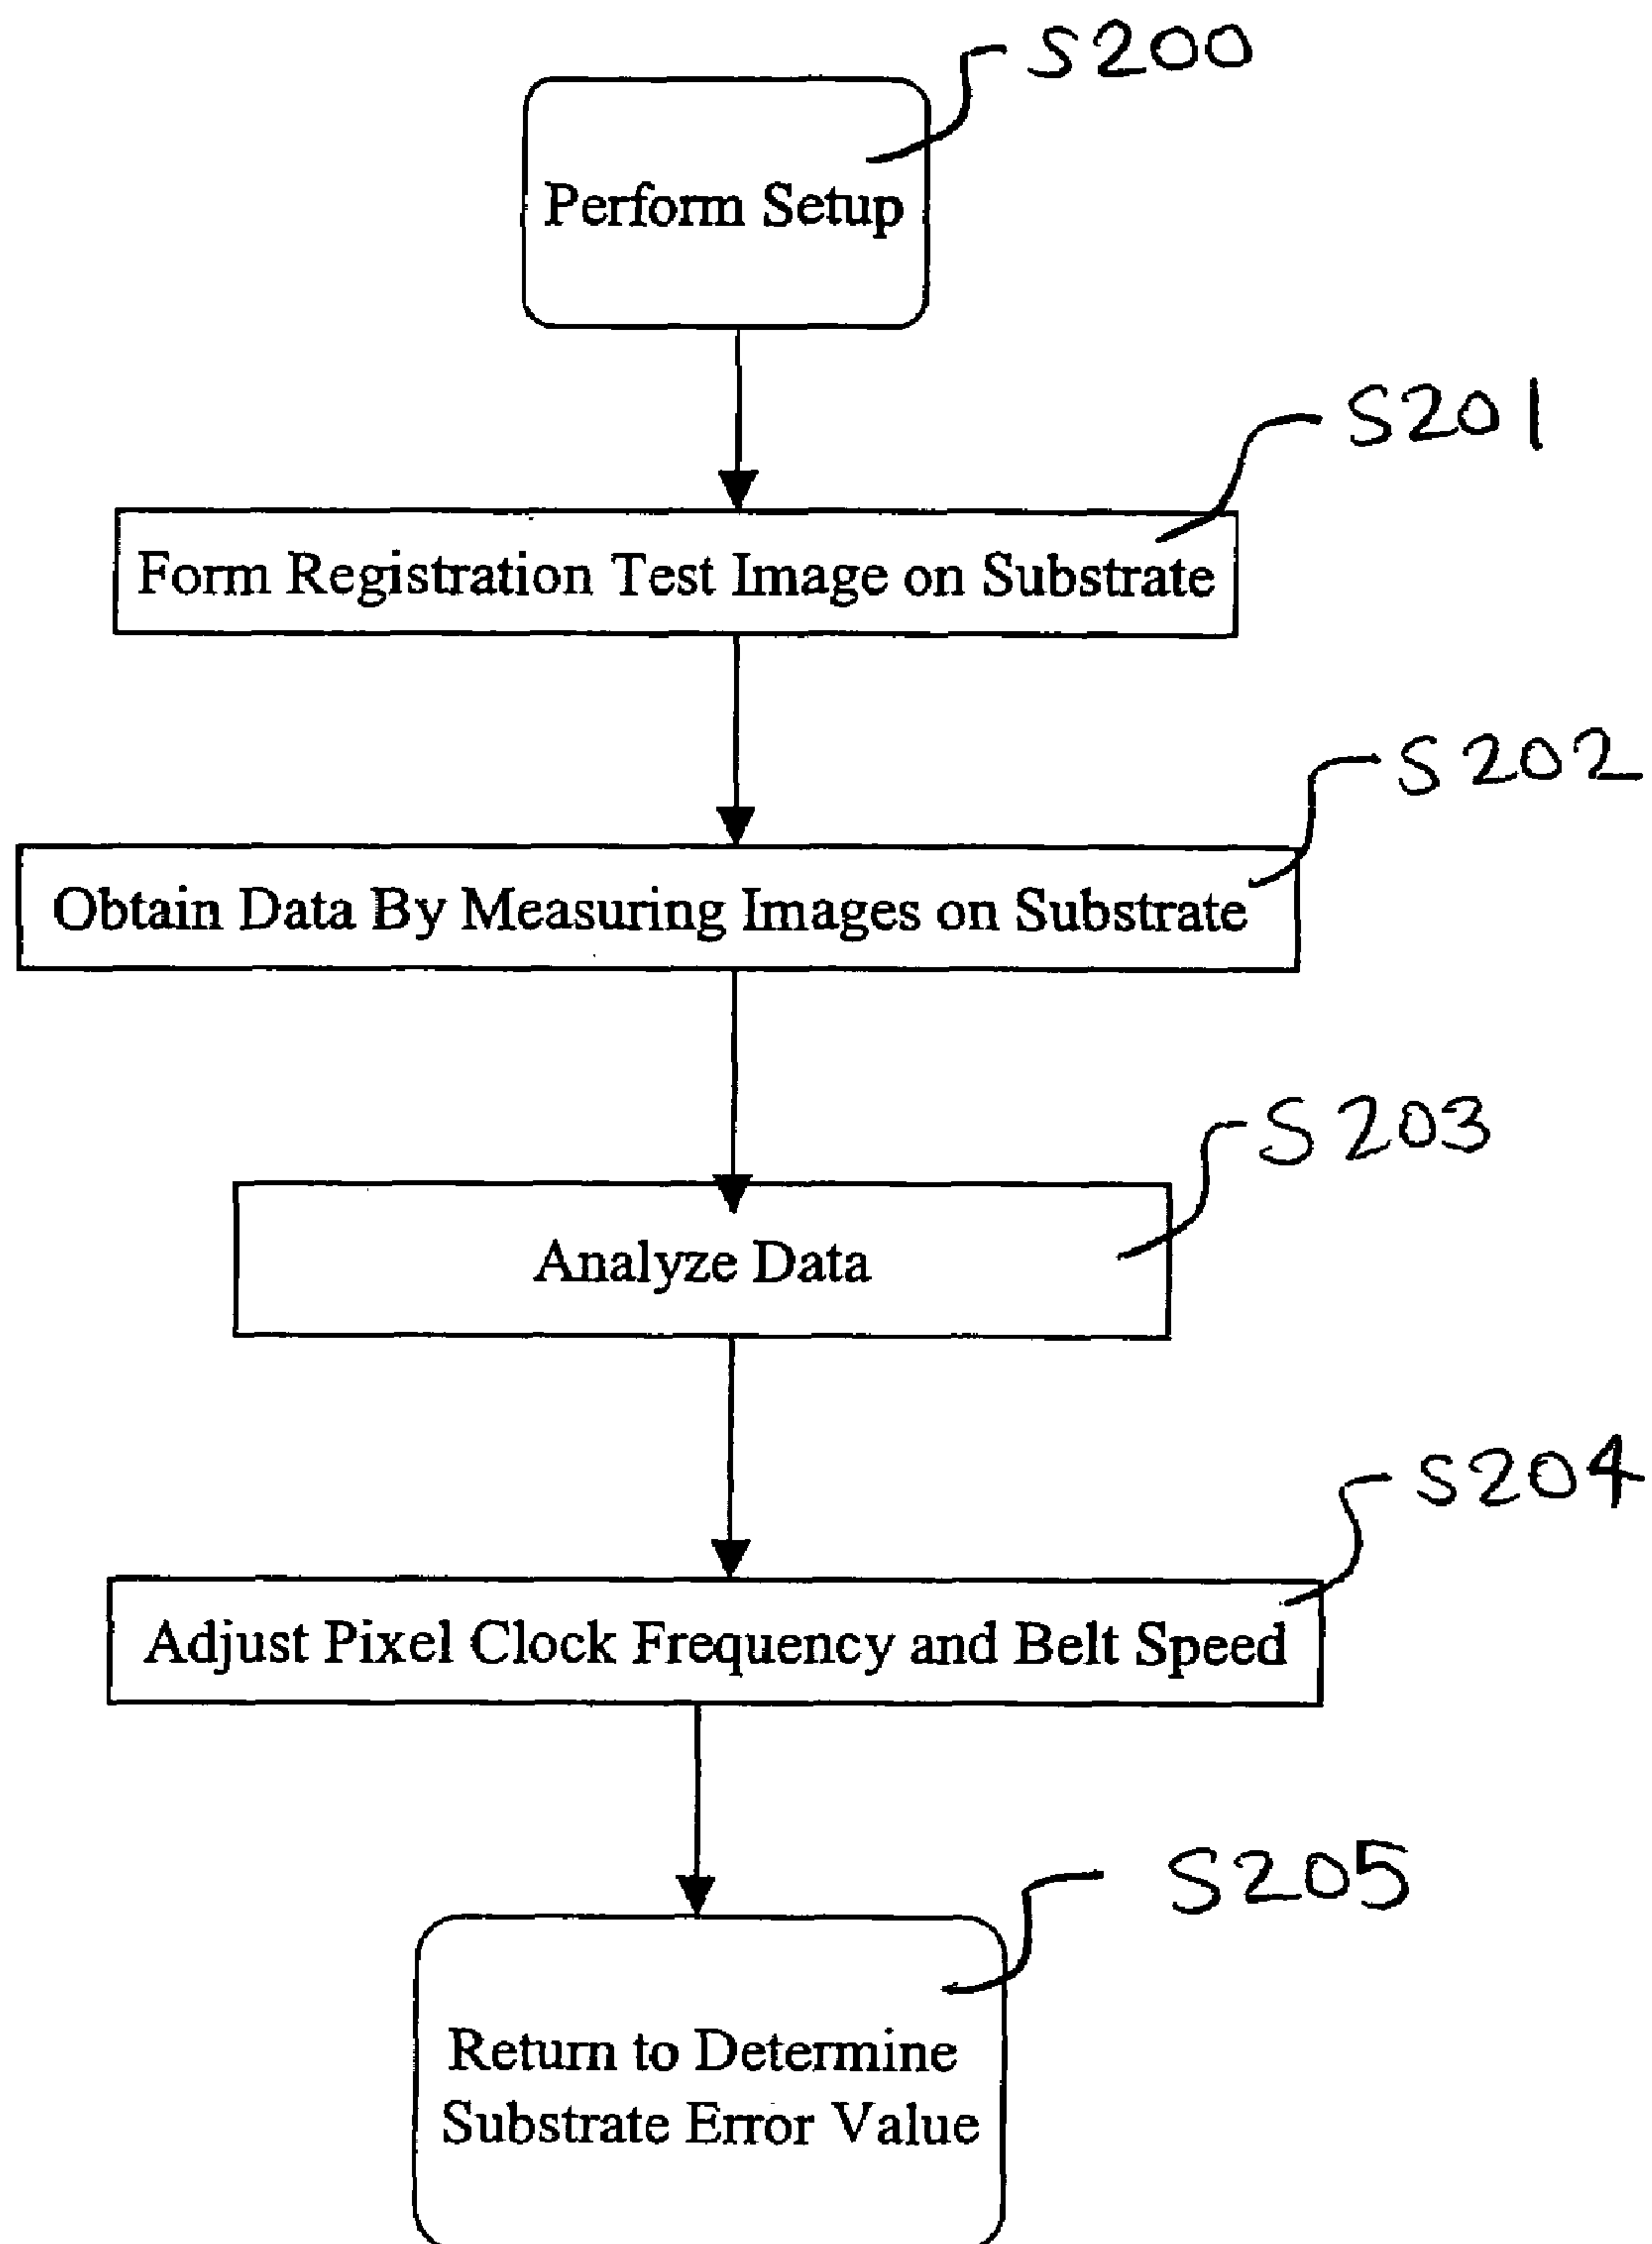 S200
Perform Setup
S201
Form Registration Test Image on Substrate
S202
Obtain Data By Measuring Images on Substrate
S203
Analyze Data
S204
Adjust Pixel Clock Frequency and Belt Speed
S205
Return to Determine
Substrate Error Value